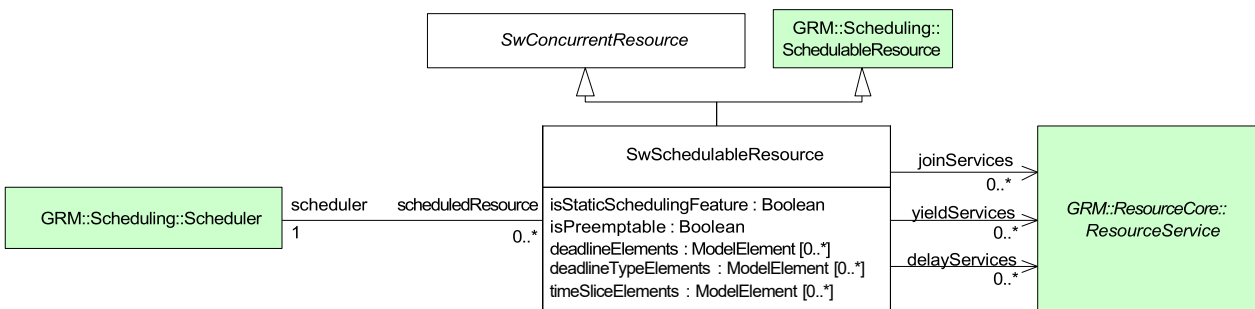 SwConcurrentResource
GRM::Scheduling::
SchedulableResource
SwSchedulableResource
joinServices
0..*
GRM::Scheduling::Scheduler
scheduler
1
scheduledResource
0..*
isStaticSchedulingFeature : Boolean
isPreemptable : Boolean
deadlineElements : ModelElement [0..*]
deadlineTypeElements : ModelElement [0..*]
timeSliceElements : ModelElement [0..*]
yieldServices
0..*
delayServices
0..*
GRM::ResourceCore::
ResourceService